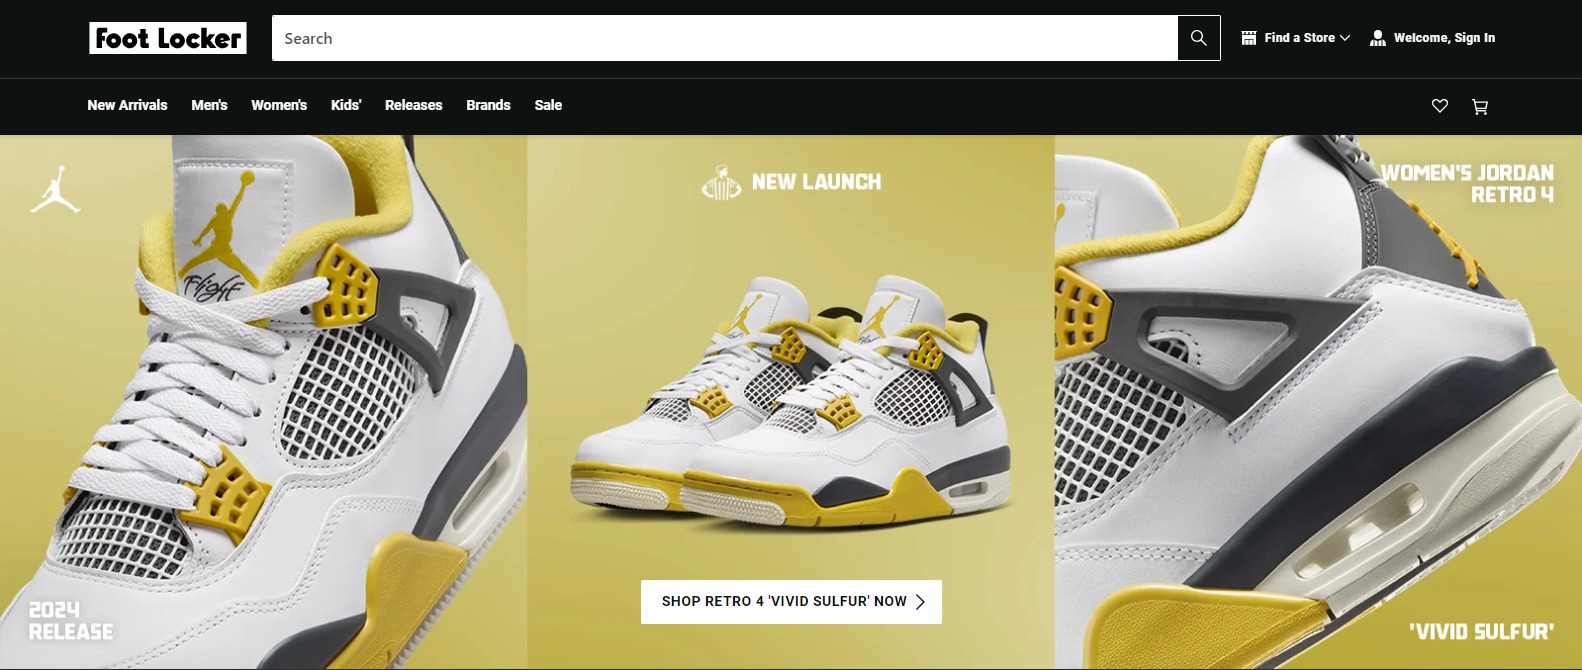 Foot Locker
Search
Find a Store
Welcome, Sign In
New Arrivals
Men's
Women's
Kids'
Releases
Brands
Sale
Flight
NEW LAUNCH
WOMEN'S JORDAN
RETRO 4
SHOP RETRO 4 'VIVID SULFUR' NOW
2024
RELEASE
'VIVID SULFUR'